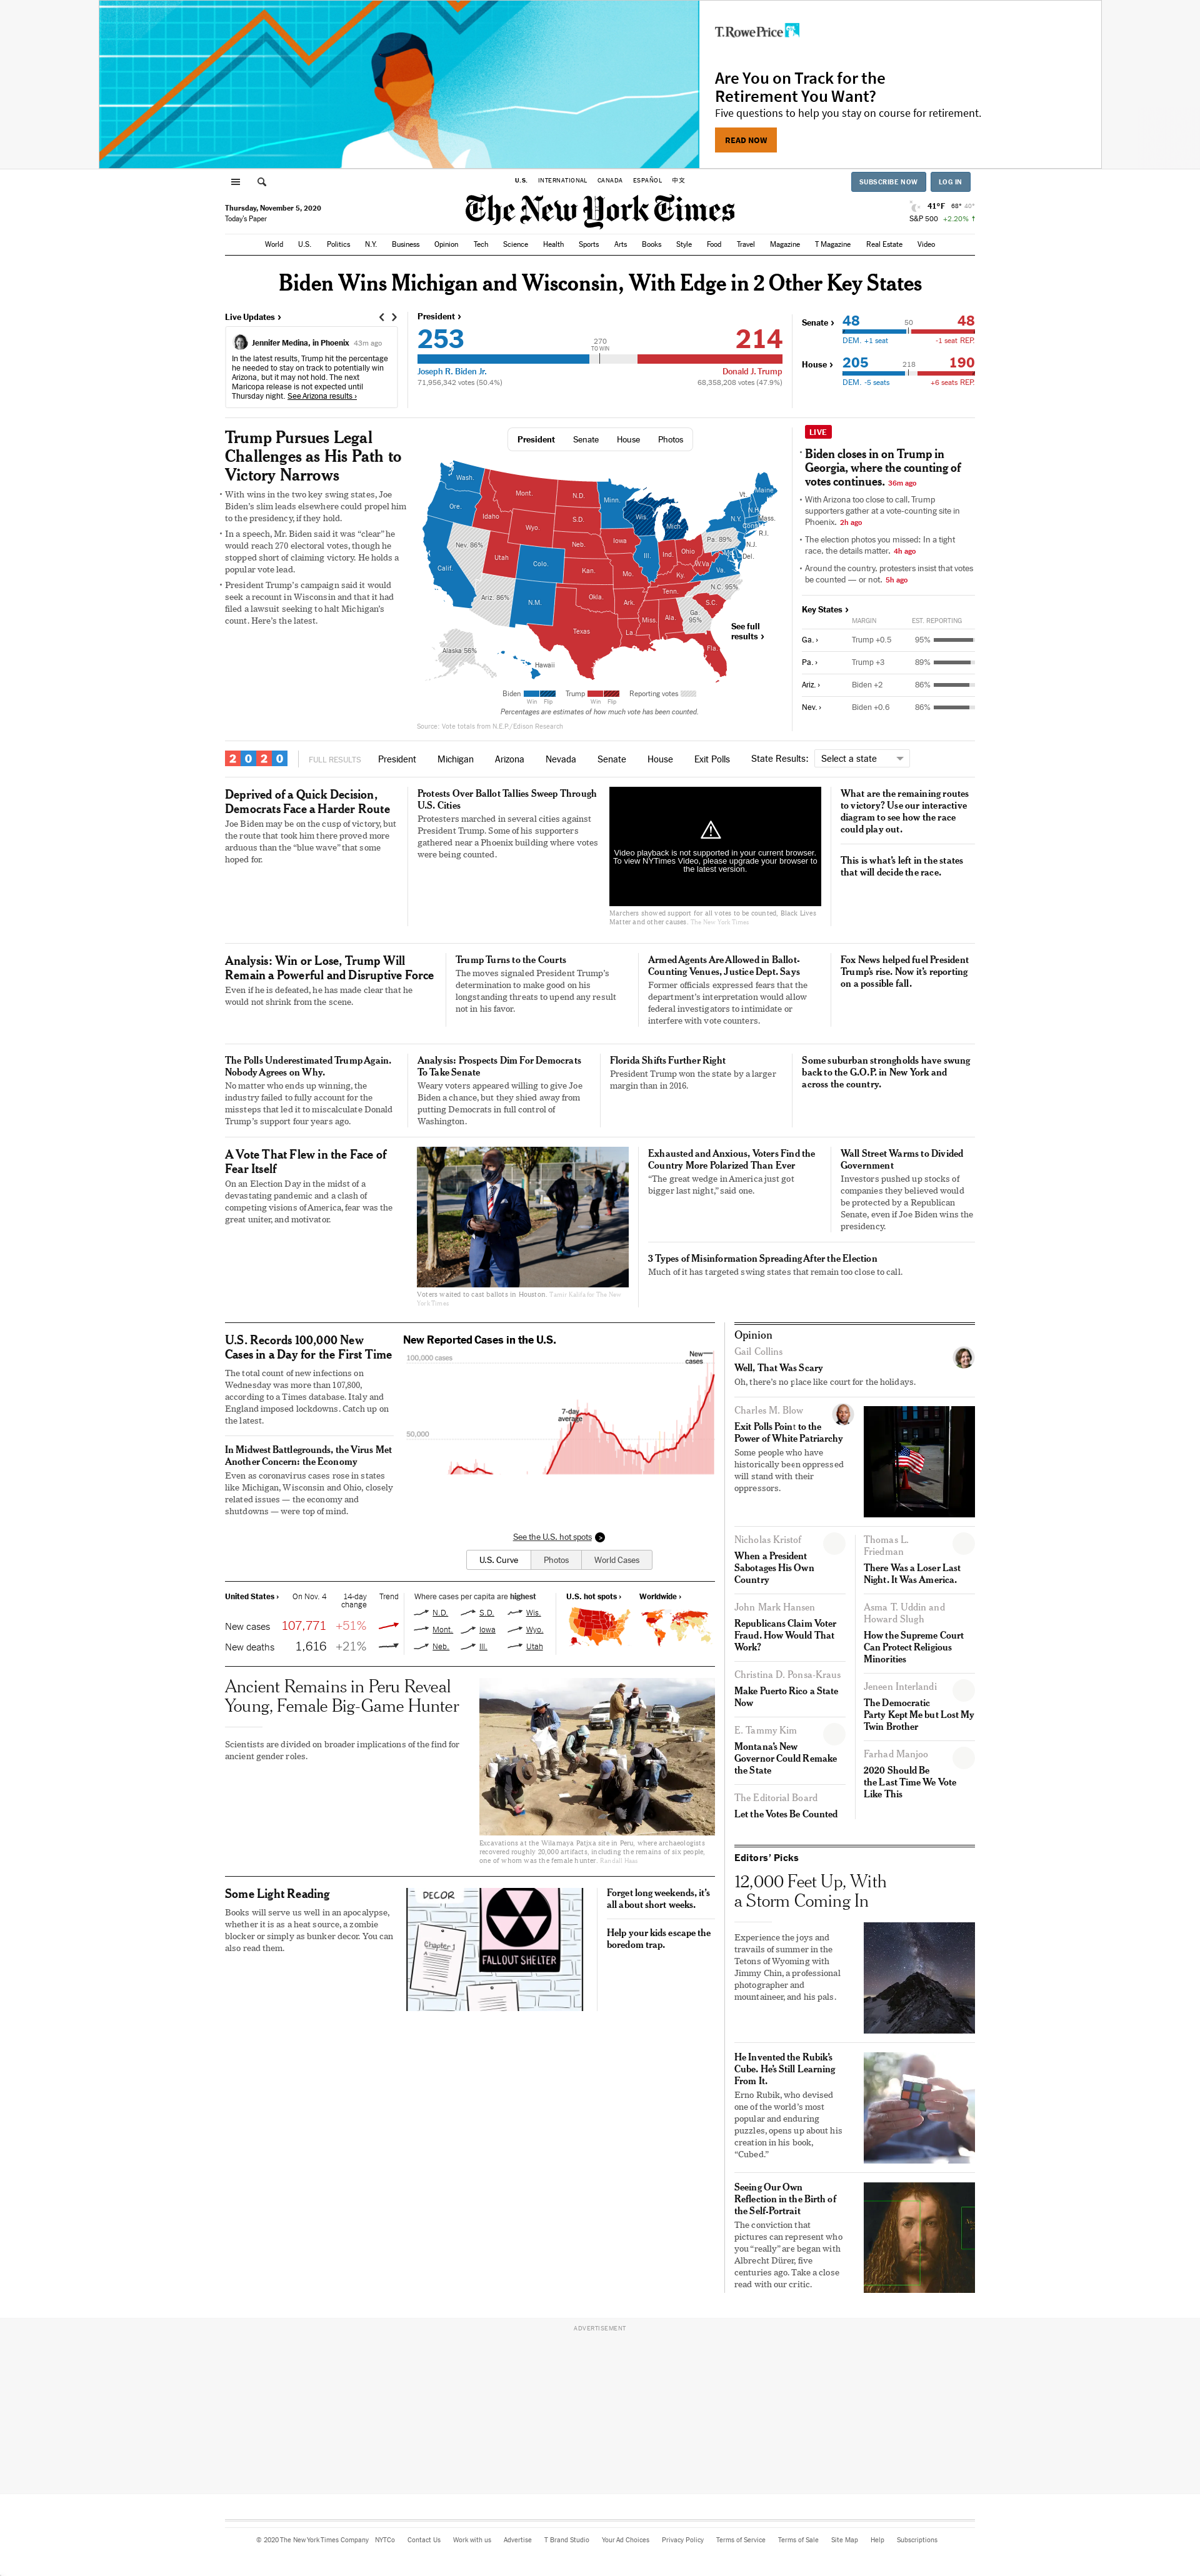 T.RowePrice
Are You on Track for the
Retirement You Want?
Five questions to help you stay on course for retirement.
READ NOW
U.S. INTERNATIONAL CANADA ESPAÑOL 中文
SUBSCRIBE NOW LOG IN
Thursday, November 5, 2020
Today's Paper
The New York Times
41°F 68° 40°
S&P 500 +2.20% ↑
World U.S. Politics N.Y. Business Opinion Tech Science Health Sports Arts Books Style Food Travel Magazine T Magazine Real Estate Video
Biden Wins Michigan and Wisconsin, With Edge in 2 Other Key States
Live Updates ›
Jennifer Medina, in Phoenix 43m ago
In the latest results, Trump hit the percentage
he needed to stay on track to potentially win
Arizona, but it may not hold. The next
Maricopa release is not expected until
Thursday night. See Arizona results ›
President ›
253
270
TO WIN
214
Joseph R. Biden Jr.
Donald J. Trump
71,956,342 votes (50.4%)
68,358,208 votes (47.9%)
Senate ›
48 50 48
DEM. +1 seat -1 seat REP.
House ›
205 218 190
DEM. -5 seats +6 seats REP.
Trump Pursues Legal
Challenges as His Path to
Victory Narrows
• With wins in the two key swing states, Joe
Biden's slim leads elsewhere could propel him
to the presidency, if they hold.
• In a speech, Mr. Biden said it was "clear" he
would reach 270 electoral votes, though he
stopped short of claiming victory. He holds a
popular vote lead.
• President Trump's campaign said it would
seek a recount in Wisconsin and that it had
filed a lawsuit seeking to halt Michigan's
count. Here's the latest.
President Senate House Photos
Wash.
Ore.
Idaho
Mont.
N.D.
Minn.
S.D.
Wyo.
Nev. 86%
Utah
Colo.
Neb.
Iowa
Wis.
Mich.
Calif.
Ariz. 86%
N.M.
Kan.
Mo.
Ill.
Ind.
Ohio
Pa. 89%
N.Y.
Vt.
Maine
N.H.
Mass.
Conn.
R.I.
N.J.
Del.
W.Va.
Va.
Ky.
N.C. 95%
Tenn.
S.C.
Okla.
Ark.
Texas
La.
Miss.
Ala.
Ga.
95%
Fla.
Alaska 56%
Hawaii
See full
results ›
Biden Trump Reporting votes
Win Flip Win Flip
Percentages are estimates of how much vote has been counted.
Source: Vote totals from N.E.P./Edison Research
LIVE
• Biden closes in on Trump in
Georgia, where the counting of
votes continues. 36m ago
• With Arizona too close to call, Trump
supporters gather at a vote-counting site in
Phoenix. 2h ago
• The election photos you missed: In a tight
race, the details matter. 4h ago
• Around the country, protesters insist that votes
be counted — or not. 5h ago
Key States ›
MARGIN EST. REPORTING
Ga. › Trump +0.5 95%
Pa. › Trump +3 89%
Ariz. › Biden +2 86%
Nev. › Biden +0.6 86%
2020 FULL RESULTS President Michigan Arizona Nevada Senate House Exit Polls State Results: Select a state
Deprived of a Quick Decision,
Democrats Face a Harder Route
Joe Biden may be on the cusp of victory, but
the route that took him there proved more
arduous than the "blue wave" that some
hoped for.
Protests Over Ballot Tallies Sweep Through
U.S. Cities
Protesters marched in several cities against
President Trump. Some of his supporters
gathered near a Phoenix building where votes
were being counted.
Video playback is not supported in your current browser.
To view NYTimes Video, please upgrade your browser to
the latest version.
Marchers showed support for all votes to be counted, Black Lives
Matter and other causes. The New York Times
What are the remaining routes
to victory? Use our interactive
diagram to see how the race
could play out.
This is what's left in the states
that will decide the race.
Analysis: Win or Lose, Trump Will
Remain a Powerful and Disruptive Force
Even if he is defeated, he has made clear that he
would not shrink from the scene.
Trump Turns to the Courts
The moves signaled President Trump's
determination to make good on his
longstanding threats to upend any result
not in his favor.
Armed Agents Are Allowed in Ballot-
Counting Venues, Justice Dept. Says
Former officials expressed fears that the
department's interpretation would allow
federal investigators to intimidate or
interfere with vote counters.
Fox News helped fuel President
Trump's rise. Now it's reporting
on a possible fall.
The Polls Underestimated Trump Again.
Nobody Agrees on Why.
No matter who ends up winning, the
industry failed to fully account for the
missteps that led it to miscalculate Donald
Trump's support four years ago.
Analysis: Prospects Dim For Democrats
To Take Senate
Weary voters appeared willing to give Joe
Biden a chance, but they shied away from
putting Democrats in full control of
Washington.
Florida Shifts Further Right
President Trump won the state by a larger
margin than in 2016.
Some suburban strongholds have swung
back to the G.O.P. in New York and
across the country.
A Vote That Flew in the Face of
Fear Itself
On an Election Day in the midst of a
devastating pandemic and a clash of
competing visions of America, fear was the
great uniter, and motivator.
Voters waited to cast ballots in Houston. Tamir Kalifa for The New
York Times
Exhausted and Anxious, Voters Find the
Country More Polarized Than Ever
"The great wedge in America just got
bigger last night," said one.
Wall Street Warms to Divided
Government
Investors pushed up stocks of
companies they believed would
be protected by a Republican
Senate, even if Joe Biden wins the
presidency.
3 Types of Misinformation Spreading After the Election
Much of it has targeted swing states that remain too close to call.
U.S. Records 100,000 New
Cases in a Day for the First Time
The total count of new infections on
Wednesday was more than 107,800,
according to a Times database. Italy and
England imposed lockdowns. Catch up on
the latest.
In Midwest Battlegrounds, the Virus Met
Another Concern: the Economy
Even as coronavirus cases rose in states
like Michigan, Wisconsin and Ohio, closely
related issues — the economy and
shutdowns — were top of mind.
New Reported Cases in the U.S.
100,000 cases
New
cases
7-day
average
50,000
See the U.S. hot spots
U.S. Curve Photos World Cases
United States › On Nov. 4 14-day
change Trend
New cases 107,771 +51%
New deaths 1,616 +21%
Where cases per capita are highest
N.D. S.D. Wis.
Mont. Iowa Wyo.
Neb. Ill. Utah
U.S. hot spots › Worldwide ›
Ancient Remains in Peru Reveal
Young, Female Big-Game Hunter
Scientists are divided on broader implications of the find for
ancient gender roles.
Excavations at the Wilamaya Patjxa site in Peru, where archaeologists
recovered roughly 20,000 artifacts, including the remains of six people,
one of whom was the female hunter. Randall Haas
Some Light Reading
Books will serve us well in an apocalypse,
whether it is as a heat source, a zombie
blocker or simply as bunker decor. You can
also read them.
DECOR
Chapter 1
FALLOUT SHELTER
Forget long weekends, it's
all about short weeks.
Help your kids escape the
boredom trap.
Opinion
Gail Collins
Well, That Was Scary
Oh, there's no place like court for the holidays.
Charles M. Blow
Exit Polls Point to the
Power of White Patriarchy
Some people who have
historically been oppressed
will stand with their
oppressors.
Nicholas Kristof
When a President
Sabotages His Own
Country
Thomas L.
Friedman
There Was a Loser Last
Night. It Was America.
John Mark Hansen
Republicans Claim Voter
Fraud. How Would That
Work?
Asma T. Uddin and
Howard Slugh
How the Supreme Court
Can Protect Religious
Minorities
Christina D. Ponsa-Kraus
Make Puerto Rico a State
Now
Jeneen Interlandi
The Democratic
Party Kept Me but Lost My
Twin Brother
E. Tammy Kim
Montana's New
Governor Could Remake
the State
Farhad Manjoo
2020 Should Be
the Last Time We Vote
Like This
The Editorial Board
Let the Votes Be Counted
Editors' Picks
12,000 Feet Up, With
a Storm Coming In
Experience the joys and
travails of summer in the
Tetons of Wyoming with
Jimmy Chin, a professional
photographer and
mountaineer, and his pals.
He Invented the Rubik's
Cube. He's Still Learning
From It.
Erno Rubik, who devised
one of the world's most
popular and enduring
puzzles, opens up about his
creation in his book,
"Cubed."
Seeing Our Own
Reflection in the Birth of
the Self-Portrait
The conviction that
pictures can represent who
you "really" are began with
Albrecht Dürer, five
centuries ago. Take a close
read with our critic.
ADVERTISEMENT
© 2020 The New York Times Company NYTCo Contact Us Work with us Advertise T Brand Studio Your Ad Choices Privacy Policy Terms of Service Terms of Sale Site Map Help Subscriptions